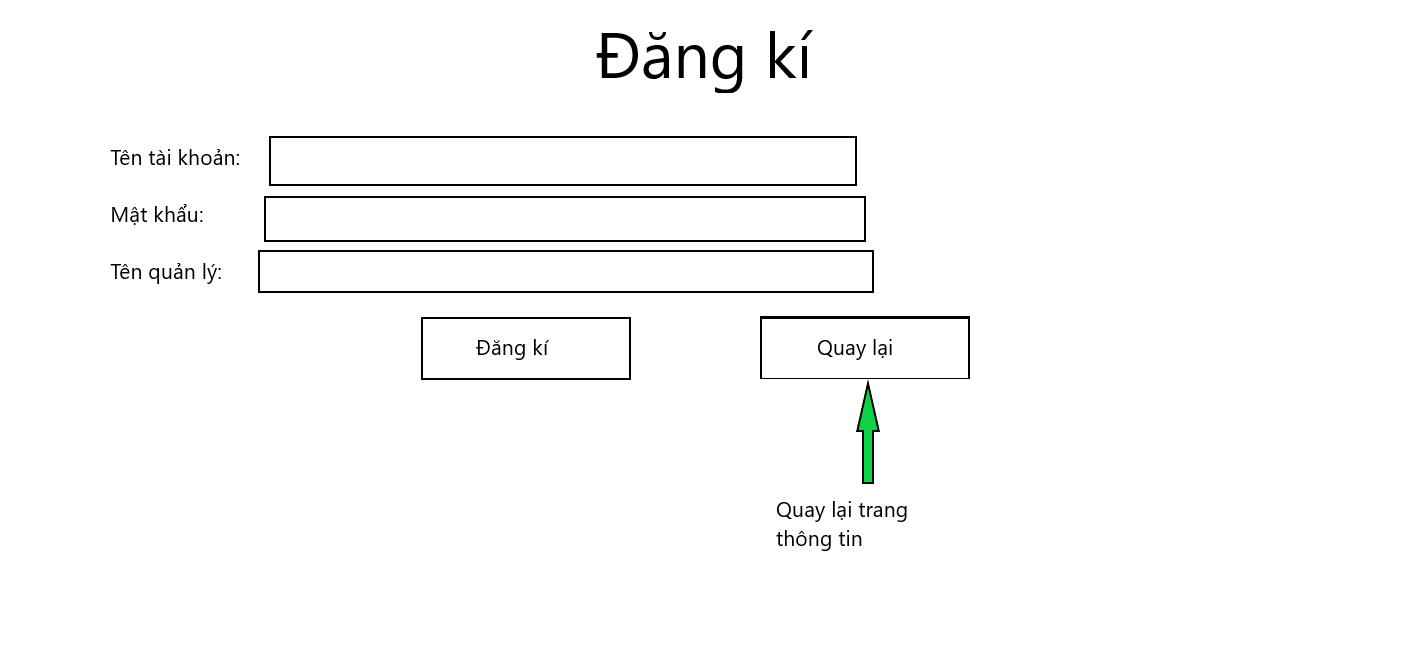 Đăng kí
Tên tài khoản:
Mật khẩu:
Tên quản lý:
Đăng kí
Quay lại
Quay lại trang
thông tin